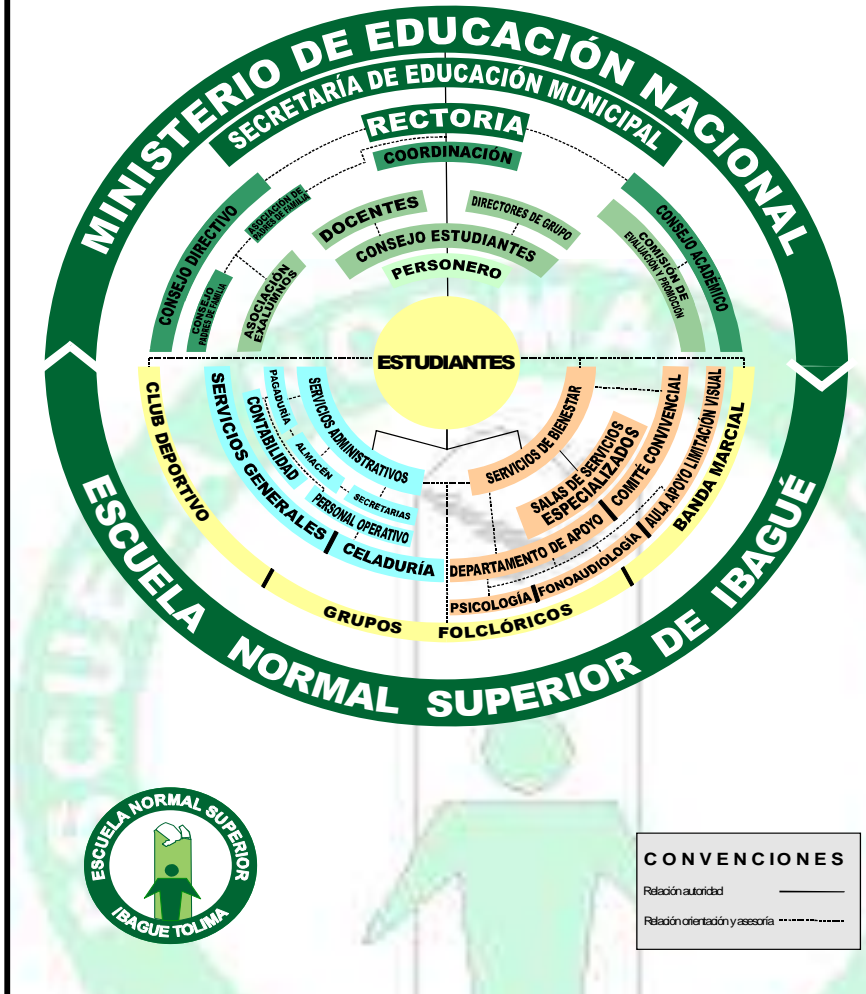 MINISTERIO DE EDUCACIÓN NACIONAL
SECRETARÍA DE EDUCACIÓN MUNICIPAL
RECTORIA
COORDINACIÓN
CONSEJO DIRECTIVO
ASOCIACIÓN DE
PADRES DE FAMILIA
CONSEJO
PADRES DE FAMILIA
ASOCIACIÓN
EXALUMNOS
DOCENTES
DIRECTORES DE GRUPO
CONSEJO ESTUDIANTES
PERSONERO
COMISIÓN DE
EVALUACIÓN Y PROMOCIÓN
CONSEJO ACADÉMICO
ESTUDIANTES
CLUB DEPORTIVO
SERVICIOS GENERALES
PAGADURÍA
CONTABILIDAD
SERVICIOS ADMINISTRATIVOS
ALMACÉN
SECRETARIAS
PERSONAL OPERATIVO
CELADURÍA
SERVICIOS DE BIENESTAR
SALAS DE SERVICIOS
ESPECIALIZADOS
COMITÉ CONVIVENCIAL
AULA APOYO LIMITACIÓN VISUAL
BANDA MARCIAL
DEPARTAMENTO DE APOYO
PSICOLOGÍA
FONOAUDIOLOGÍA
GRUPOS FOLCLÓRICOS
ESCUELA NORMAL SUPERIOR DE IBAGUÉ
ESCUELA NORMAL SUPERIOR
IBAGUE TOLIMA
CONVENCIONES
Relación autoridad
Relación orientación y asesoría